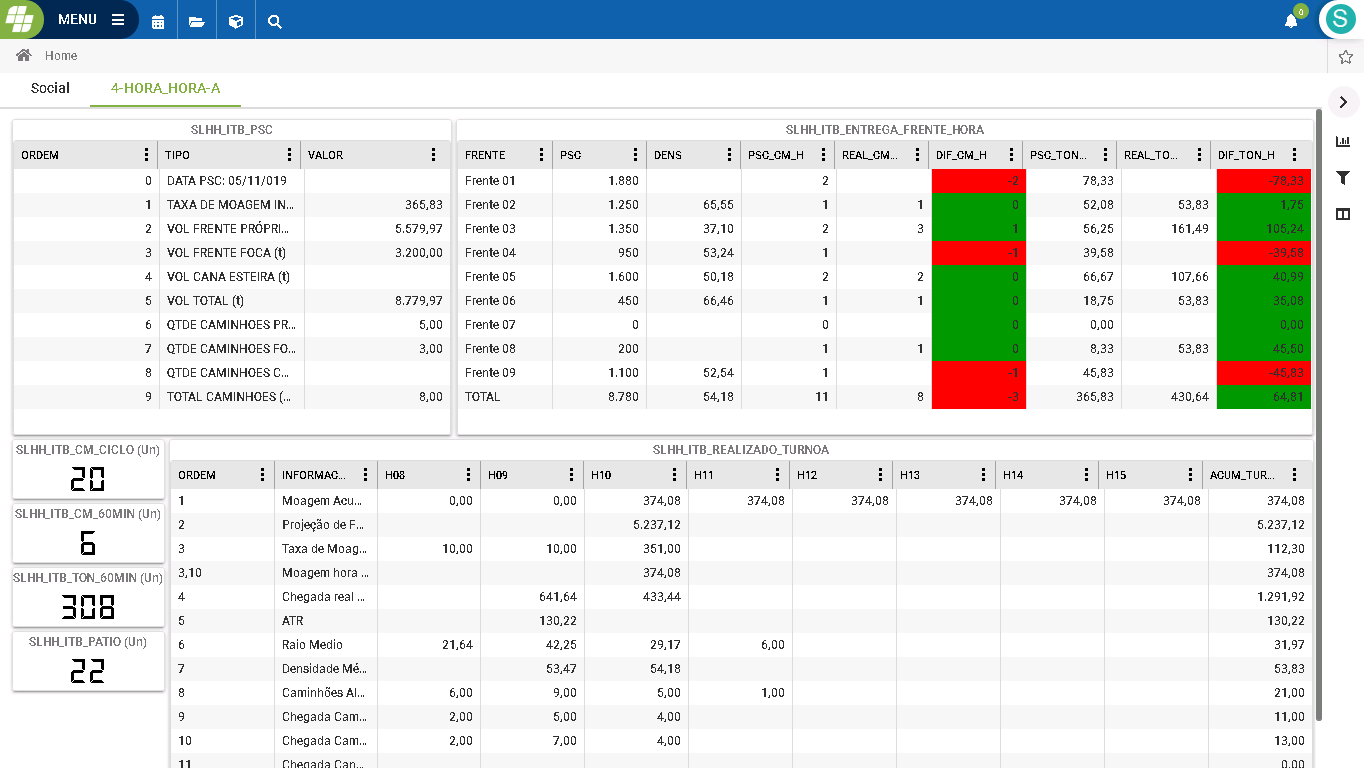 MENU
0
S
Home
Social 4-HORA_HORA-A
SLHH_ITB_PSC
ORDEM TIPO VALOR
0 DATA PSC: 05/11/019
1 TAXA DE MOAGEM IN... 365,83
2 VOL FRENTE PRÓPRI... 5.579,97
3 VOL FRENTE FOCA (t) 3.200,00
4 VOL CANA ESTEIRA (t)
5 VOL TOTAL (t) 8.779,97
6 QTDE CAMINHOES PR... 5,00
7 QTDE CAMINHOES FO... 3,00
8 QTDE CAMINHOES C...
9 TOTAL CAMINHOES (... 8,00
SLHH_ITB_ENTREGA_FRENTE_HORA
FRENTE PSC DENS PSC_CM_H REAL_CM... DIF_CM_H PSC_TON... REAL_TO... DIF_TON_H
Frente 01 1.880 2 -2 78,33 -78,33
Frente 02 1.250 65,55 1 1 0 52,08 53,83 1,75
Frente 03 1.350 37,10 2 3 1 56,25 161,49 105,24
Frente 04 950 53,24 1 -1 39,58 -39,58
Frente 05 1.600 50,18 2 2 0 66,67 107,66 40,99
Frente 06 450 66,46 1 1 0 18,75 53,83 35,08
Frente 07 0 0 0 0,00 0,00
Frente 08 200 1 1 0 8,33 53,83 45,50
Frente 09 1.100 52,54 1 -1 45,83 -45,83
TOTAL 8.780 54,18 11 8 -3 365,83 430,64 64,81
SLHH_ITB_CM_CICLO (Un)
20
SLHH_ITB_CM_60MIN (Un)
6
SLHH_ITB_TON_60MIN (Un)
308
SLHH_ITB_PATIO (Un)
22
SLHH_ITB_REALIZADO_TURNOA
ORDEM INFORMAC... H08 H09 H10 H11 H12 H13 H14 H15 ACUM_TUR...
1 Moagem Acu... 0,00 0,00 374,08 374,08 374,08 374,08 374,08 374,08 374,08
2 Projeção de F... 5.237,12 5.237,12
3 Taxa de Moag... 10,00 10,00 351,00 112,30
3,10 Moagem hora ... 374,08 374,08
4 Chegada real ... 641,64 433,44 1.291,92
5 ATR 130,22 130,22
6 Raio Medio 21,64 42,25 29,17 6,00 31,97
7 Densidade Mé... 53,47 54,18 53,83
8 Caminhões Al... 6,00 9,00 5,00 1,00 21,00
9 Chegada Cam... 2,00 5,00 4,00 11,00
10 Chegada Cam... 2,00 7,00 4,00 13,00
11 Chegada Can... 0,00